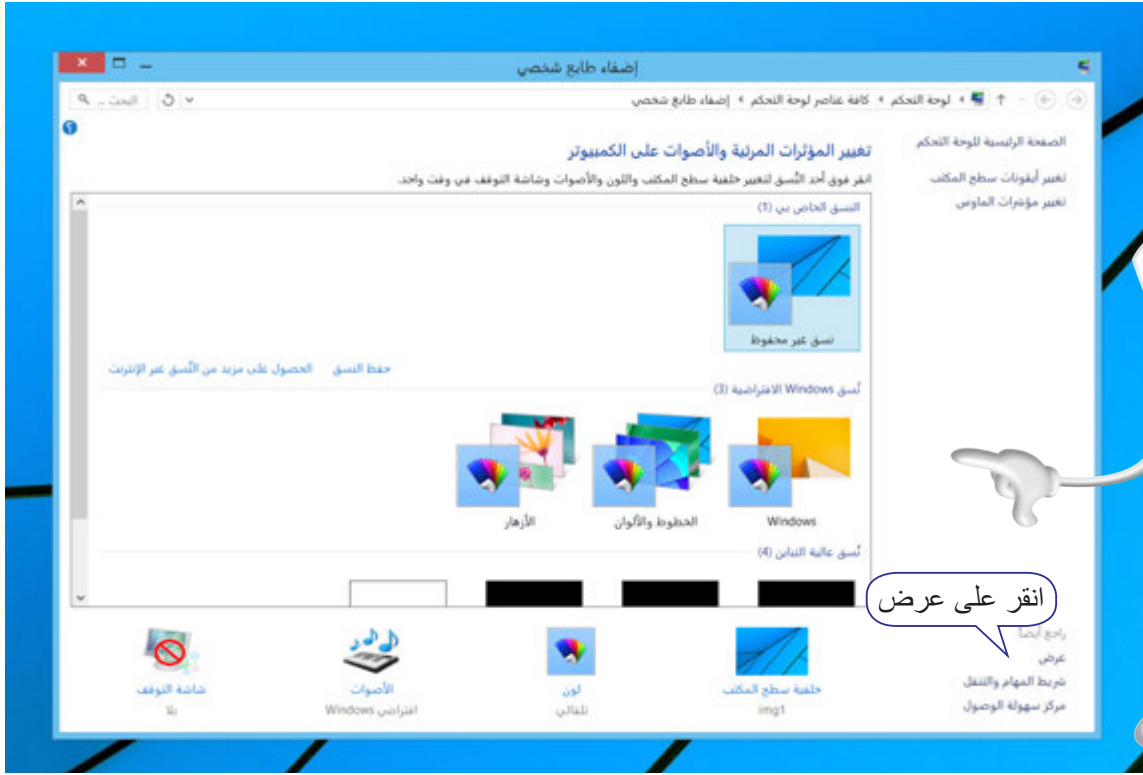 إضفاء طابع شخصي
لوحة التحكم
كافة عناصر لوحة التحكم
إضفاء طابع شخصي
البحث ...
الصفحة الرئيسية للوحة التحكم
تغيير أيقونات سطح المكتب
تغيير مؤشرات الماوس
تغيير المؤثرات المرئية والأصوات على الكمبيوتر
انقر فوق أحد النُسق لتغيير خلفية سطح المكتب واللون والأصوات وشاشة التوقف في وقت واحد.
النسق الخاص بي (1)
نسق غير محفوظ
حفظ النسق
الحصول على مزيد من النُسق عبر الإنترنت
نُسق Windows الافتراضية (3)
Windows
الخطوط والألوان
الأزهار
نُسق عالية التباين (4)
انقر على عرض
راجع أيضاً
عرض
شريط المهام والتنقل
مركز سهولة الوصول
خلفية سطح المكتب
img1
لون
تلقائي
الأصوات
افتراضي Windows
شاشة التوقف
بلا